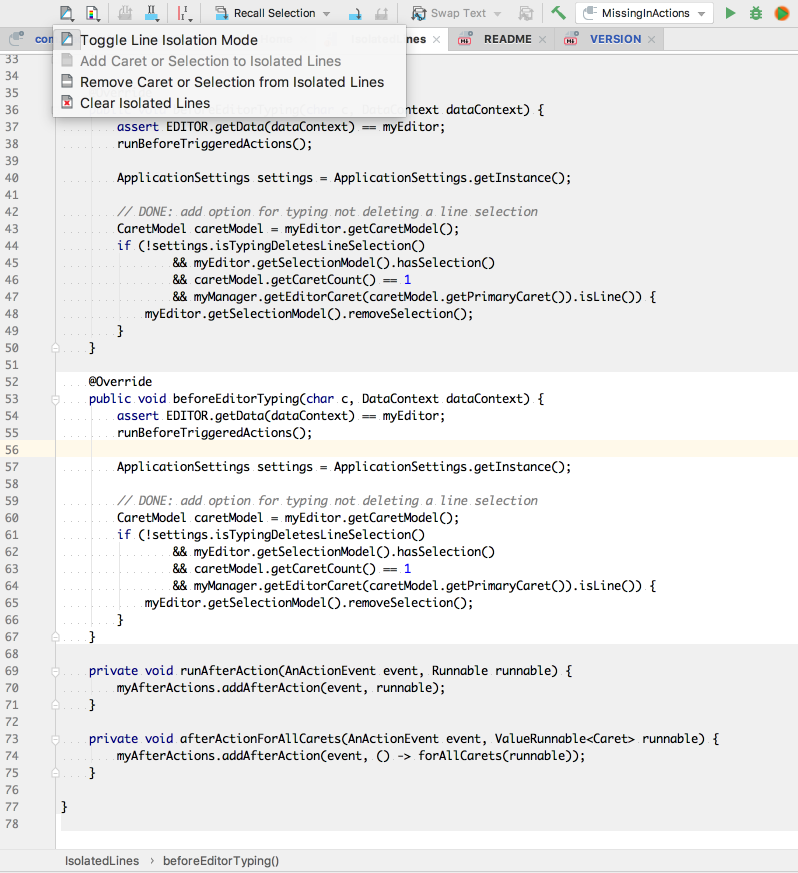 Recall Selection
Swap Text
MissingInActions
con
nes
README
VERSION
Toggle Line Isolation Mode
Add Caret or Selection to Isolated Lines
Remove Caret or Selection from Isolated Lines
Clear Isolated Lines
33
34
35
36 EditorTyping(char c, DataContext dataContext) {
37 assert EDITOR.getData(dataContext) == myEditor;
38 runBeforeTriggeredActions();
39
40 ApplicationSettings settings = ApplicationSettings.getInstance();
41
42 // DONE: add option for typing not deleting a line selection
43 CaretModel caretModel = myEditor.getCaretModel();
44 if (!settings.isTypingDeletesLineSelection()
45 && myEditor.getSelectionModel().hasSelection()
46 && caretModel.getCaretCount() == 1
47 && myManager.getEditorCaret(caretModel.getPrimaryCaret()).isLine()) {
48 myEditor.getSelectionModel().removeSelection();
49 }
50 }
51
52 @Override
53 public void beforeEditorTyping(char c, DataContext dataContext) {
54 assert EDITOR.getData(dataContext) == myEditor;
55 runBeforeTriggeredActions();
56
57 ApplicationSettings settings = ApplicationSettings.getInstance();
58
59 // DONE: add option for typing not deleting a line selection
60 CaretModel caretModel = myEditor.getCaretModel();
61 if (!settings.isTypingDeletesLineSelection()
62 && myEditor.getSelectionModel().hasSelection()
63 && caretModel.getCaretCount() == 1
64 && myManager.getEditorCaret(caretModel.getPrimaryCaret()).isLine()) {
65 myEditor.getSelectionModel().removeSelection();
66 }
67 }
68
69 private void runAfterAction(AnActionEvent event, Runnable runnable) {
70 myAfterActions.addAfterAction(event, runnable);
71 }
72
73 private void afterActionForAllCarets(AnActionEvent event, ValueRunnable<Caret> runnable) {
74 myAfterActions.addAfterAction(event, () -> forAllCarets(runnable));
75 }
76
77 }
78
IsolatedLines › beforeEditorTyping()